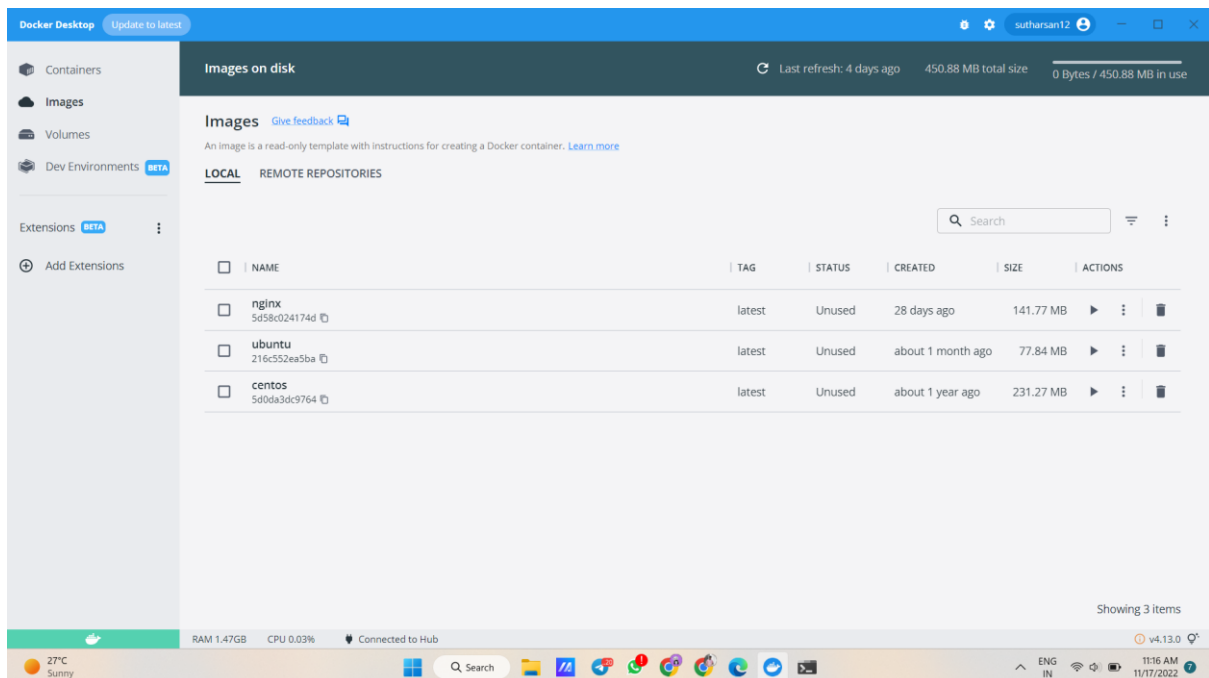 Docker Desktop Update to latest sutharsan12
Containers
Images
Volumes
Dev Environments BETA
Extensions BETA
Add Extensions
Images on disk Last refresh: 4 days ago 450.88 MB total size 0 Bytes / 450.88 MB in use
Images Give feedback
An image is a read-only template with instructions for creating a Docker container. Learn more
LOCAL REMOTE REPOSITORIES
Search
NAME TAG STATUS CREATED SIZE ACTIONS
nginx latest Unused 28 days ago 141.77 MB
5d58c024174d
ubuntu latest Unused about 1 month ago 77.84 MB
216c552ea5ba
centos latest Unused about 1 year ago 231.27 MB
5d0da3dc9764
Showing 3 items
RAM 1.47GB CPU 0.03% Connected to Hub v4.13.0
27°C
Sunny
Search
ENG
IN
11:16 AM
11/17/2022
7